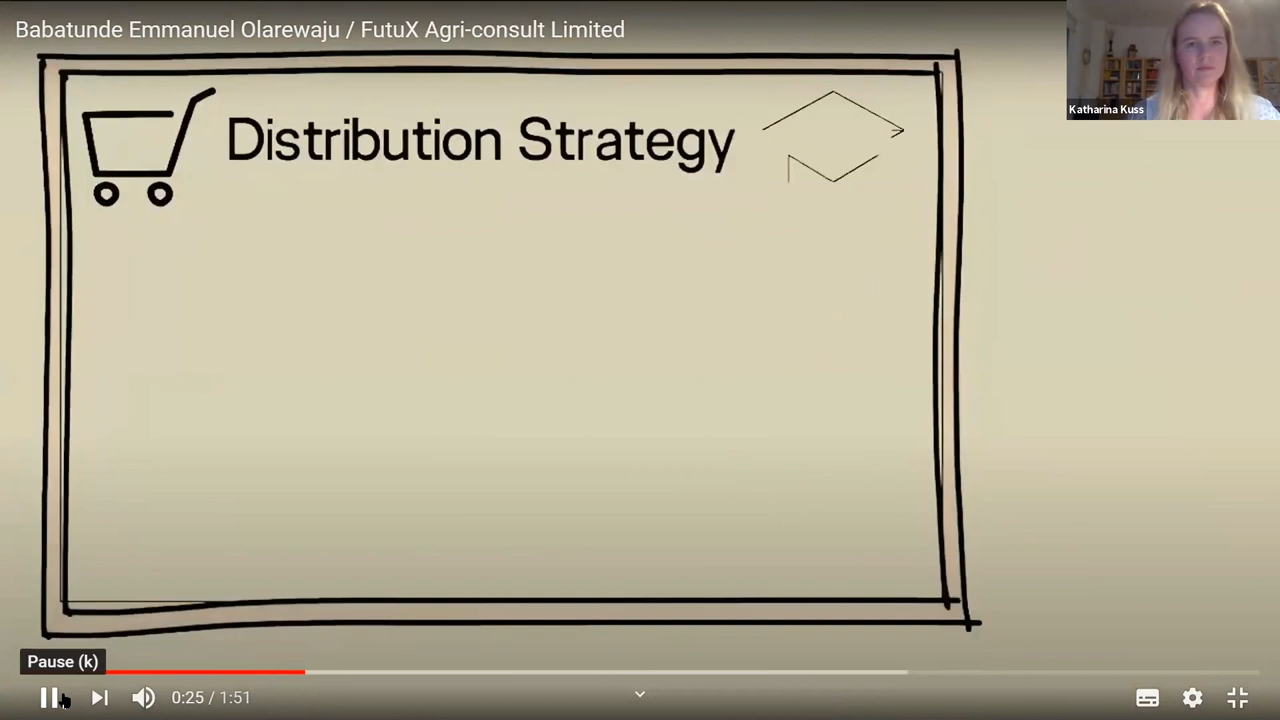 Babatunde Emmanuel Olarewaju / FutuX Agri-consult Limited
Katharina Kuss
Distribution Strategy
Pause (k)
0:25 / 1:51